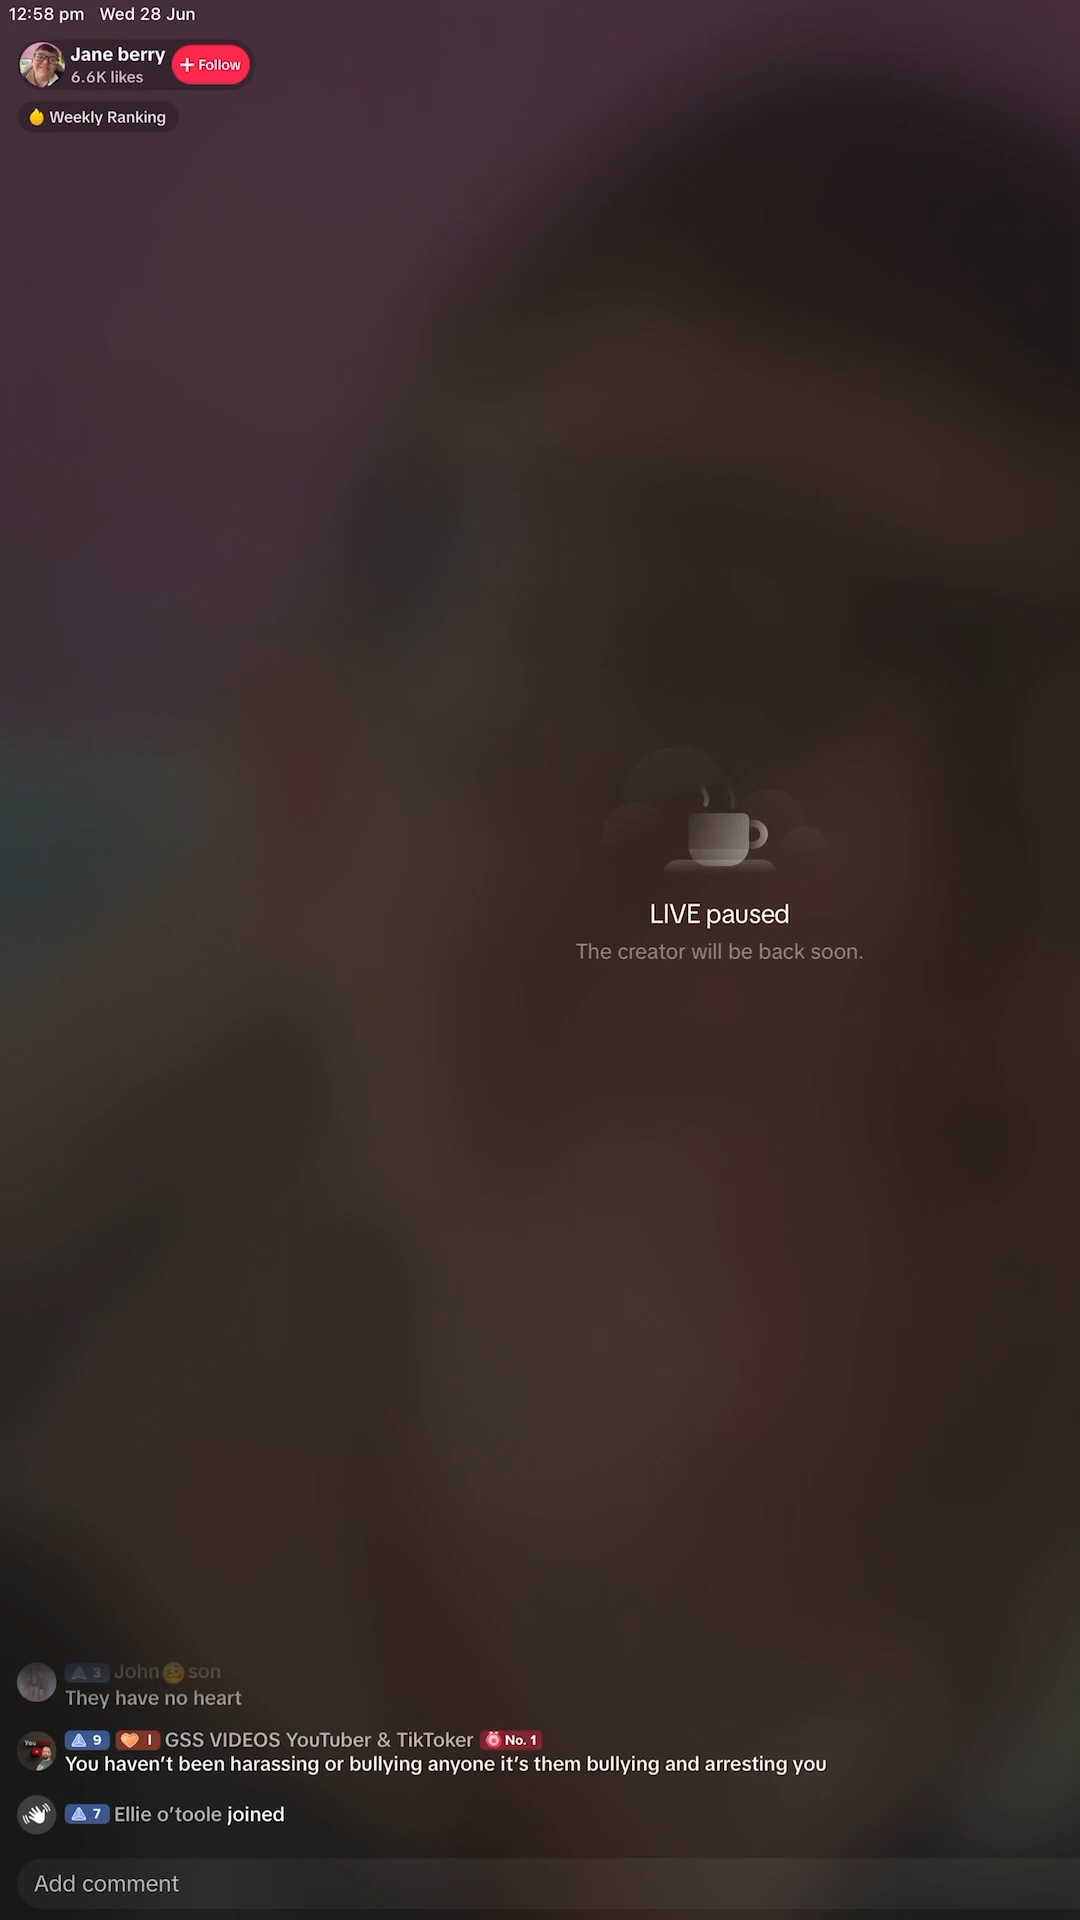 12:58 pm Wed 28 Jun
Jane berry
6.6K likes
+ Follow
Weekly Ranking
LIVE paused
The creator will be back soon.
3 John🤨son
They have no heart
9 I GSS VIDEOS YouTuber & TikToker No. 1
You haven't been harassing or bullying anyone it's them bullying and arresting you
7 Ellie o'toole joined
Add comment